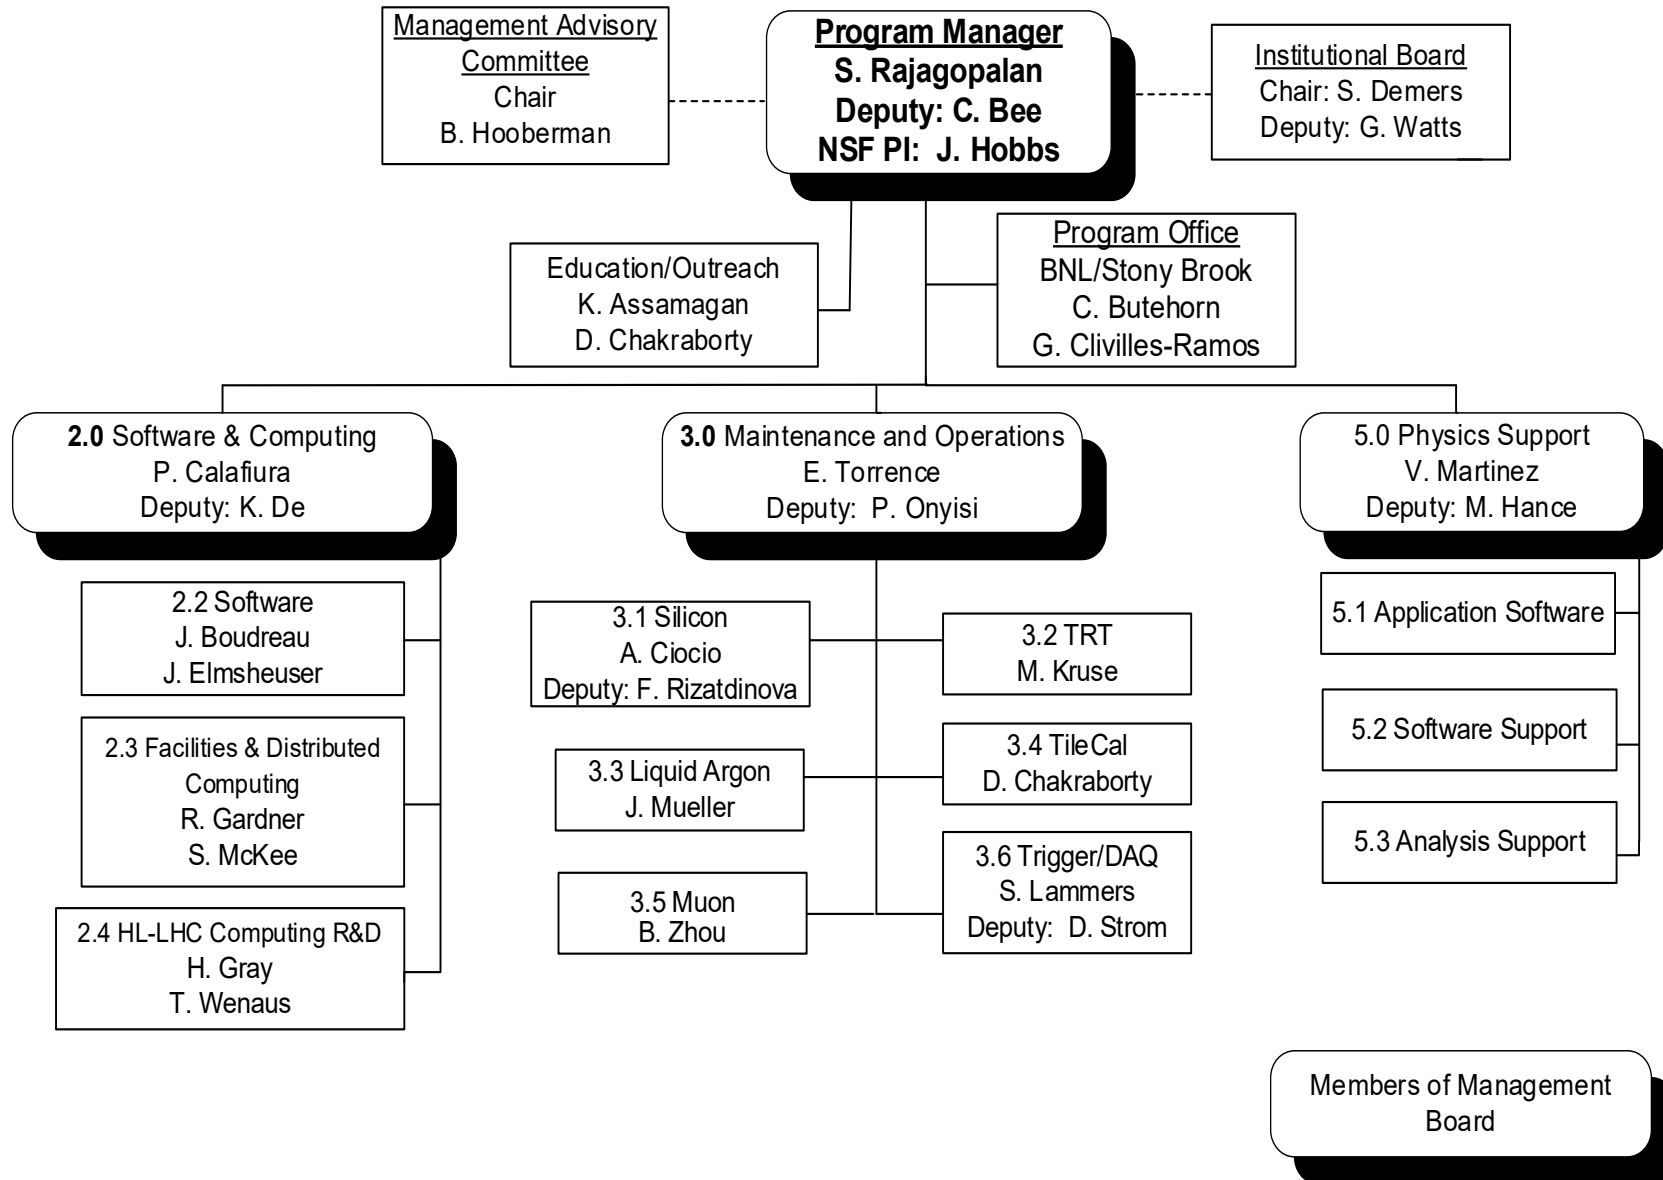 Management Advisory
Committee
Chair
B. Hooberman
Program Manager
S. Rajagopalan
Deputy: C. Bee
NSF PI: J. Hobbs
Institutional Board
Chair: S. Demers
Deputy: G. Watts
Education/Outreach
K. Assamagan
D. Chakraborty
Program Office
BNL/Stony Brook
C. Butehorn
G. Clivilles-Ramos
2.0 Software & Computing
P. Calafiura
Deputy: K. De
3.0 Maintenance and Operations
E. Torrence
Deputy: P. Onyisi
5.0 Physics Support
V. Martinez
Deputy: M. Hance
2.2 Software
J. Boudreau
J. Elmsheuser
2.3 Facilities & Distributed
Computing
R. Gardner
S. McKee
2.4 HL-LHC Computing R&D
H. Gray
T. Wenaus
3.1 Silicon
A. Ciocio
Deputy: F. Rizatdinova
3.2 TRT
M. Kruse
3.3 Liquid Argon
J. Mueller
3.4 TileCal
D. Chakraborty
3.5 Muon
B. Zhou
3.6 Trigger/DAQ
S. Lammers
Deputy: D. Strom
5.1 Application Software
5.2 Software Support
5.3 Analysis Support
Members of Management
Board